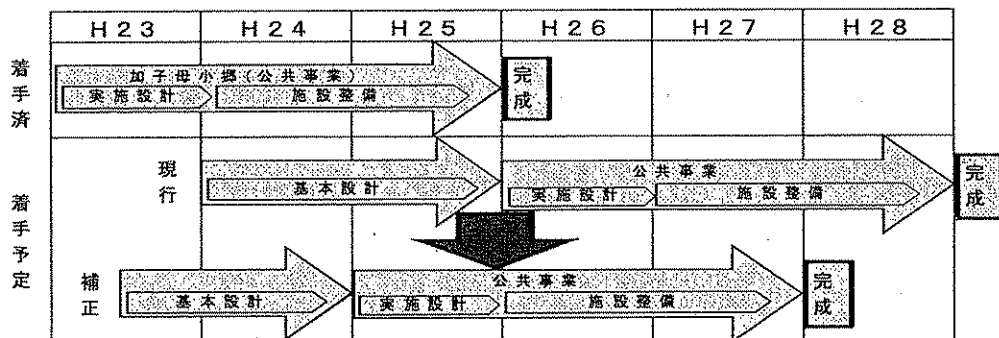 H23 H24 H25 H26 H27 H28
着手済
加子母小郷(公共事業)
実施設計 施設整備
完成
着手予定
現行
基本設計
公共事業
実施設計 施設整備
完成
補正
基本設計
公共事業
実施設計 施設整備
完成